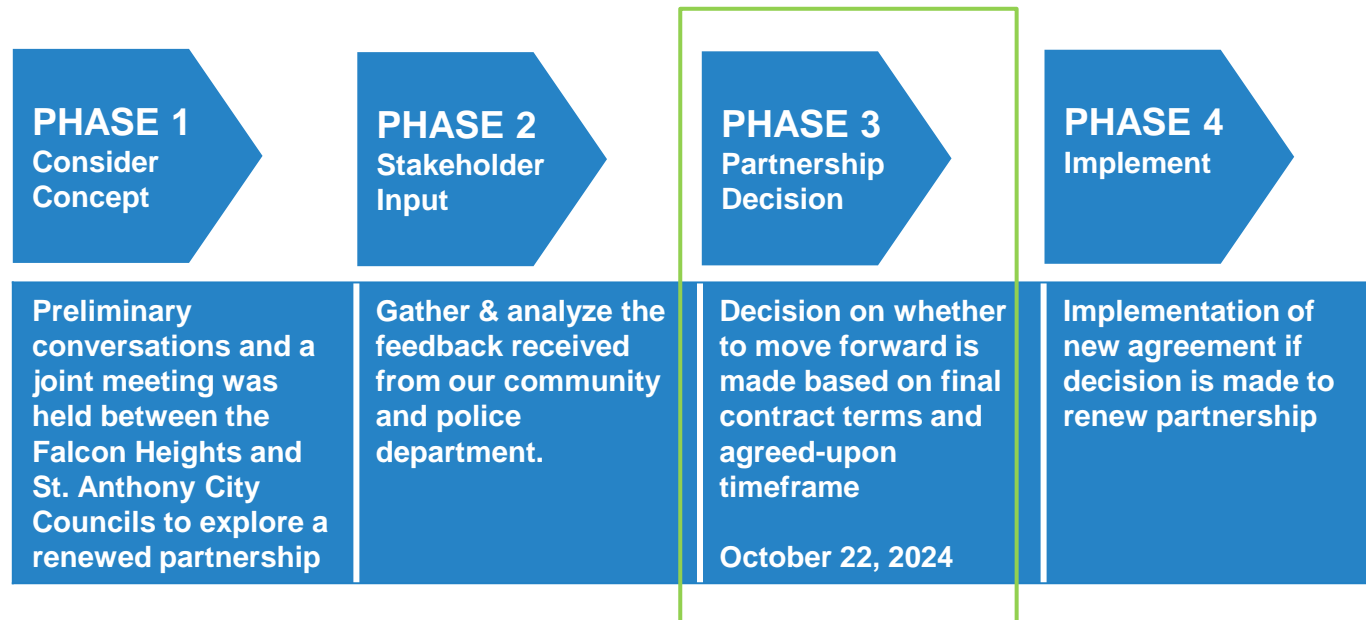 PHASE 1
Consider
Concept
PHASE 2
Stakeholder
Input
PHASE 3
Partnership
Decision
PHASE 4
Implement
Preliminary
conversations and a
joint meeting was
held between the
Falcon Heights and
St. Anthony City
Councils to explore a
renewed partnership
Gather & analyze the
feedback received
from our community
and police
department.
Decision on whether
to move forward is
made based on final
contract terms and
agreed-upon
timeframe
October 22, 2024
Implementation of
new agreement if
decision is made to
renew partnership